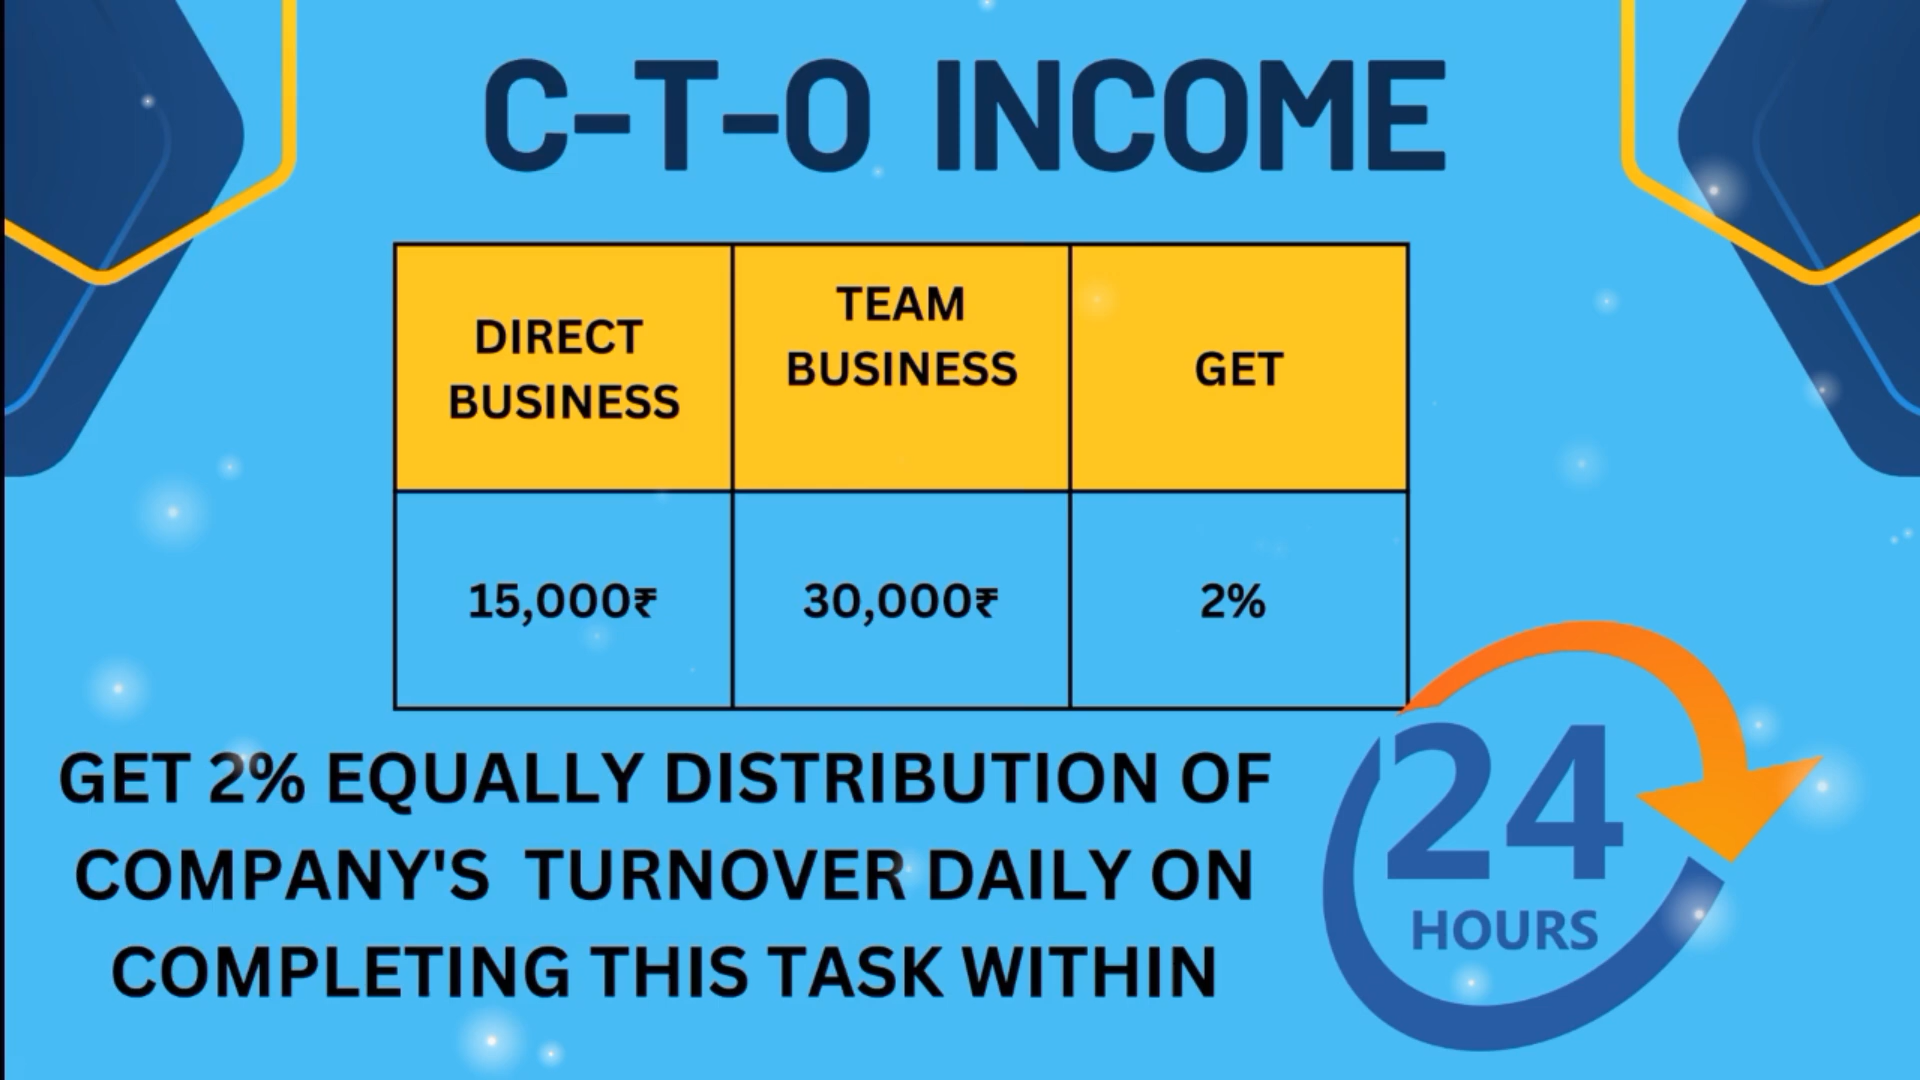 C-T-O INCOME
DIRECT
BUSINESS
TEAM
BUSINESS
GET
15,000₹
30,000₹
2%
GET 2% EQUALLY DISTRIBUTION OF
COMPANY'S TURNOVER DAILY ON
COMPLETING THIS TASK WITHIN
24
HOURS